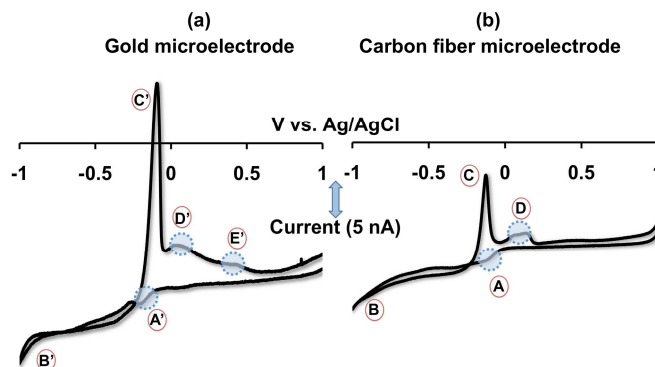 (a)
Gold microelectrode
(b)
Carbon fiber microelectrode
C'
V vs. Ag/AgCl
-1 -0.5 0 0.5 1
-1 -0.5 0 0.5 1
C
D
D'
E'
Current (5 nA)
A'
A
B
B'